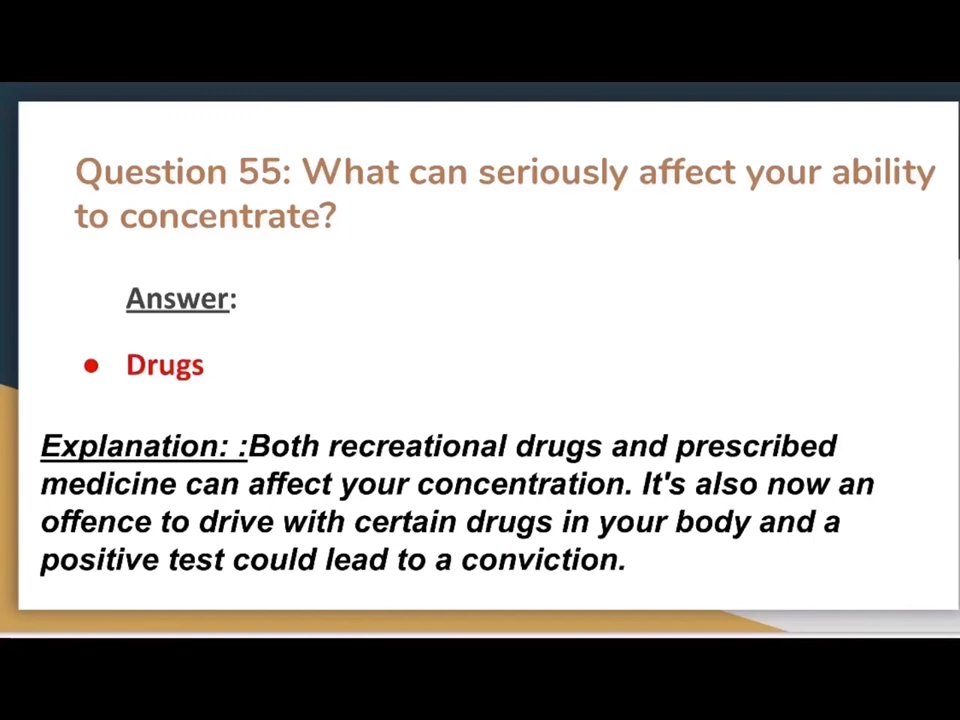 Question 55: What can seriously affect your ability
to concentrate?
Answer:
● Drugs
Explanation: :Both recreational drugs and prescribed
medicine can affect your concentration. It's also now an
offence to drive with certain drugs in your body and a
positive test could lead to a conviction.